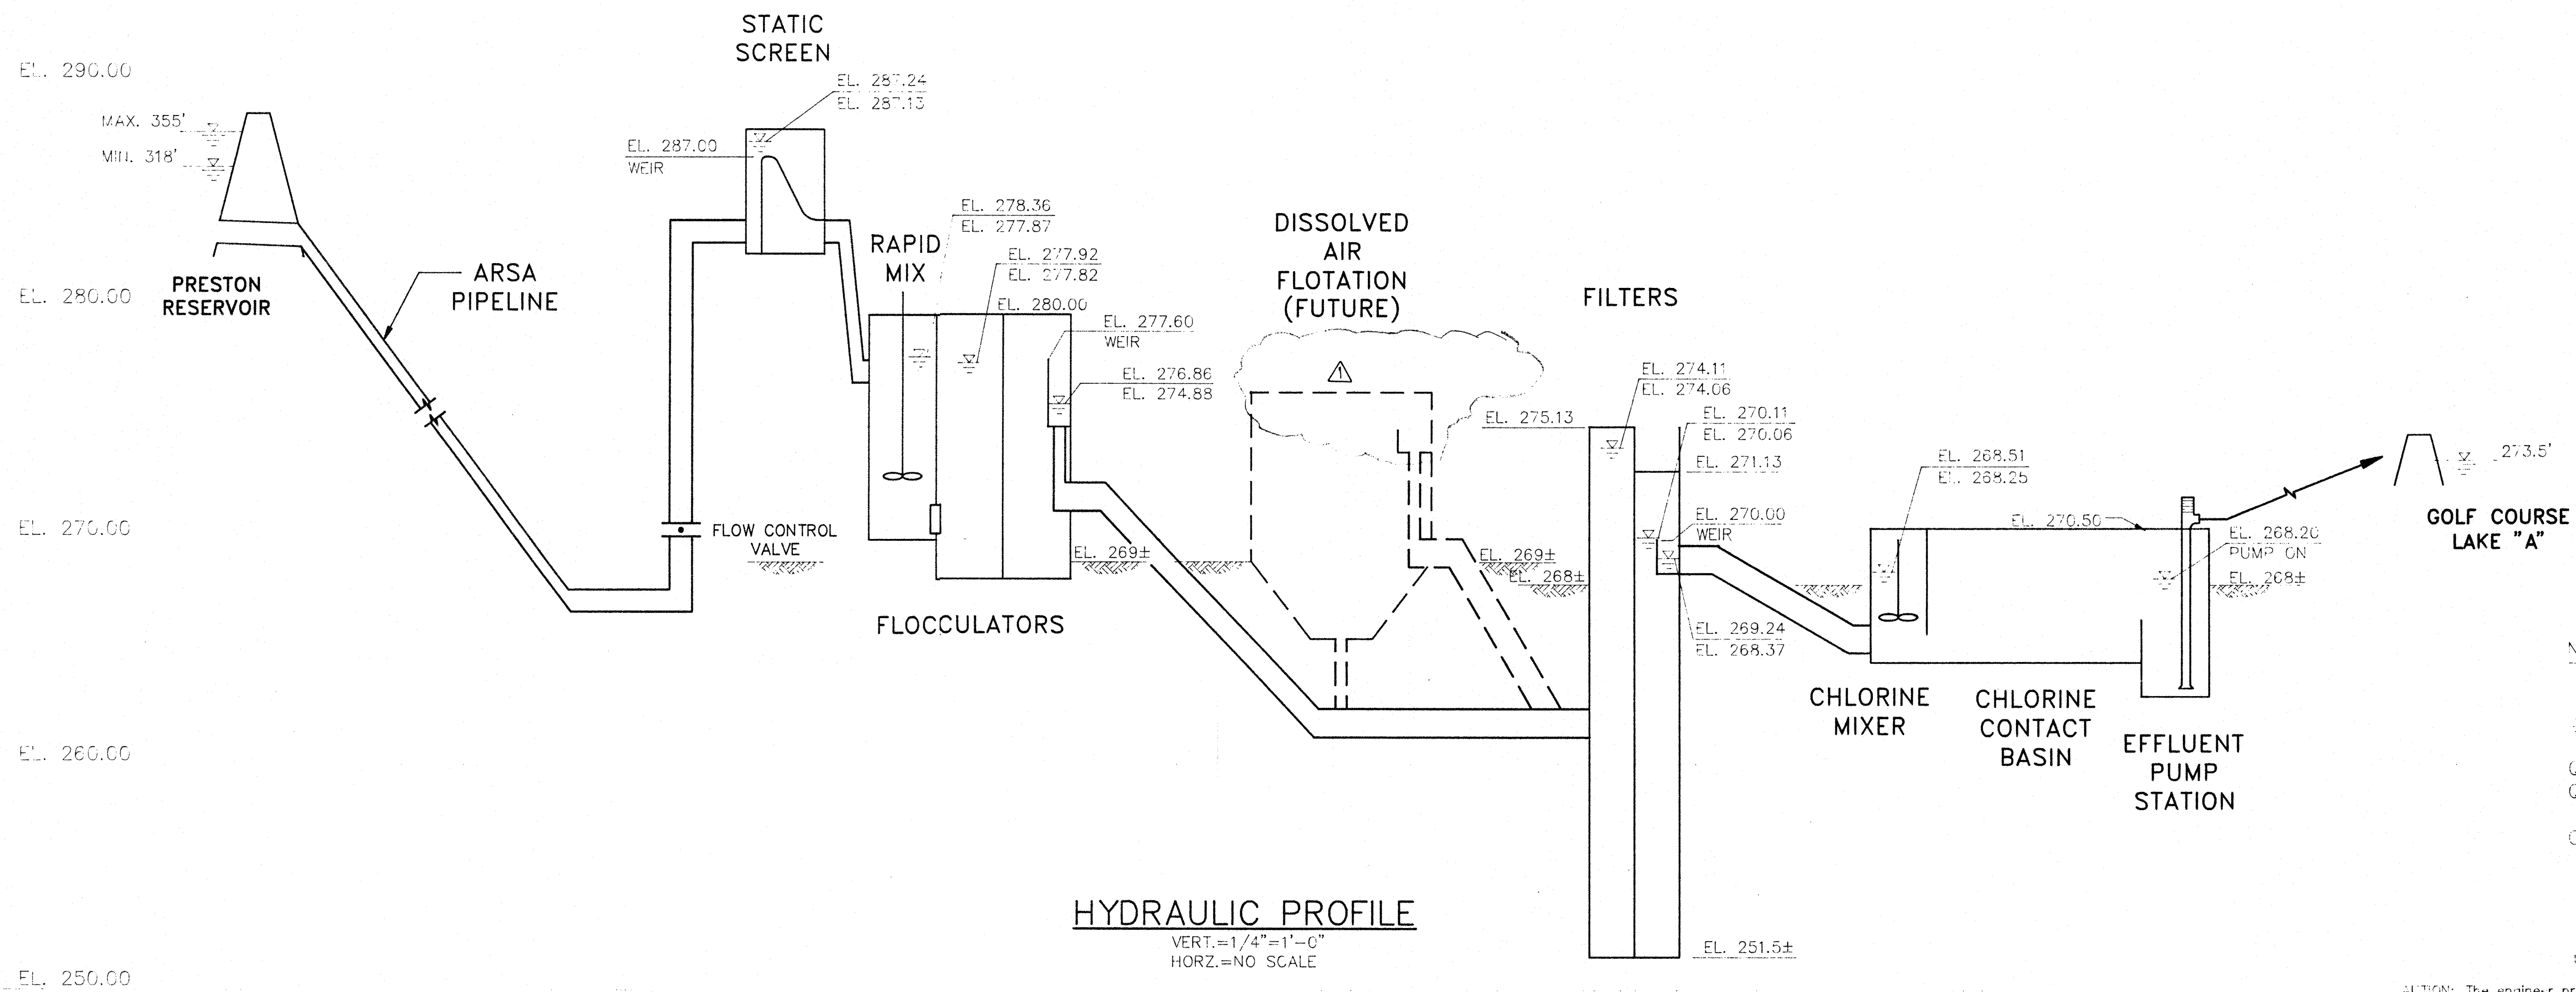 STATIC
SCREEN
EL. 290.00
EL. 287.24
EL. 287.13
MAX. 355'
MIN. 318'
EL. 287.00
WEIR
EL. 278.36
EL. 277.87
RAPID
MIX
EL. 277.92
EL. 277.82
EL. 280.00
EL. 280.00
PRESTON
RESERVOIR
ARSA
PIPELINE
EL. 277.60
WEIR
EL. 276.86
EL. 274.88
DISSOLVED
AIR
FLOTATION
(FUTURE)
1
FILTERS
EL. 274.11
EL. 274.06
EL. 275.13
EL. 270.11
EL. 270.06
EL. 271.13
EL. 270.00
WEIR
EL. 268.51
EL. 268.25
273.5'
GOLF COURSE
LAKE "A"
EL. 270.00
FLOW CONTROL
VALVE
EL. 269±
EL. 269±
EL. 268±
EL. 270.50
EL. 268.20
PUMP ON
EL. 268±
FLOCCULATORS
EL. 269.24
EL. 268.37
CHLORINE
MIXER
CHLORINE
CONTACT
BASIN
EFFLUENT
PUMP
STATION
EL. 260.00
HYDRAULIC PROFILE
VERT.=1/4"=1'-0"
HORZ.=NO SCALE
EL. 251.5±
EL. 250.00